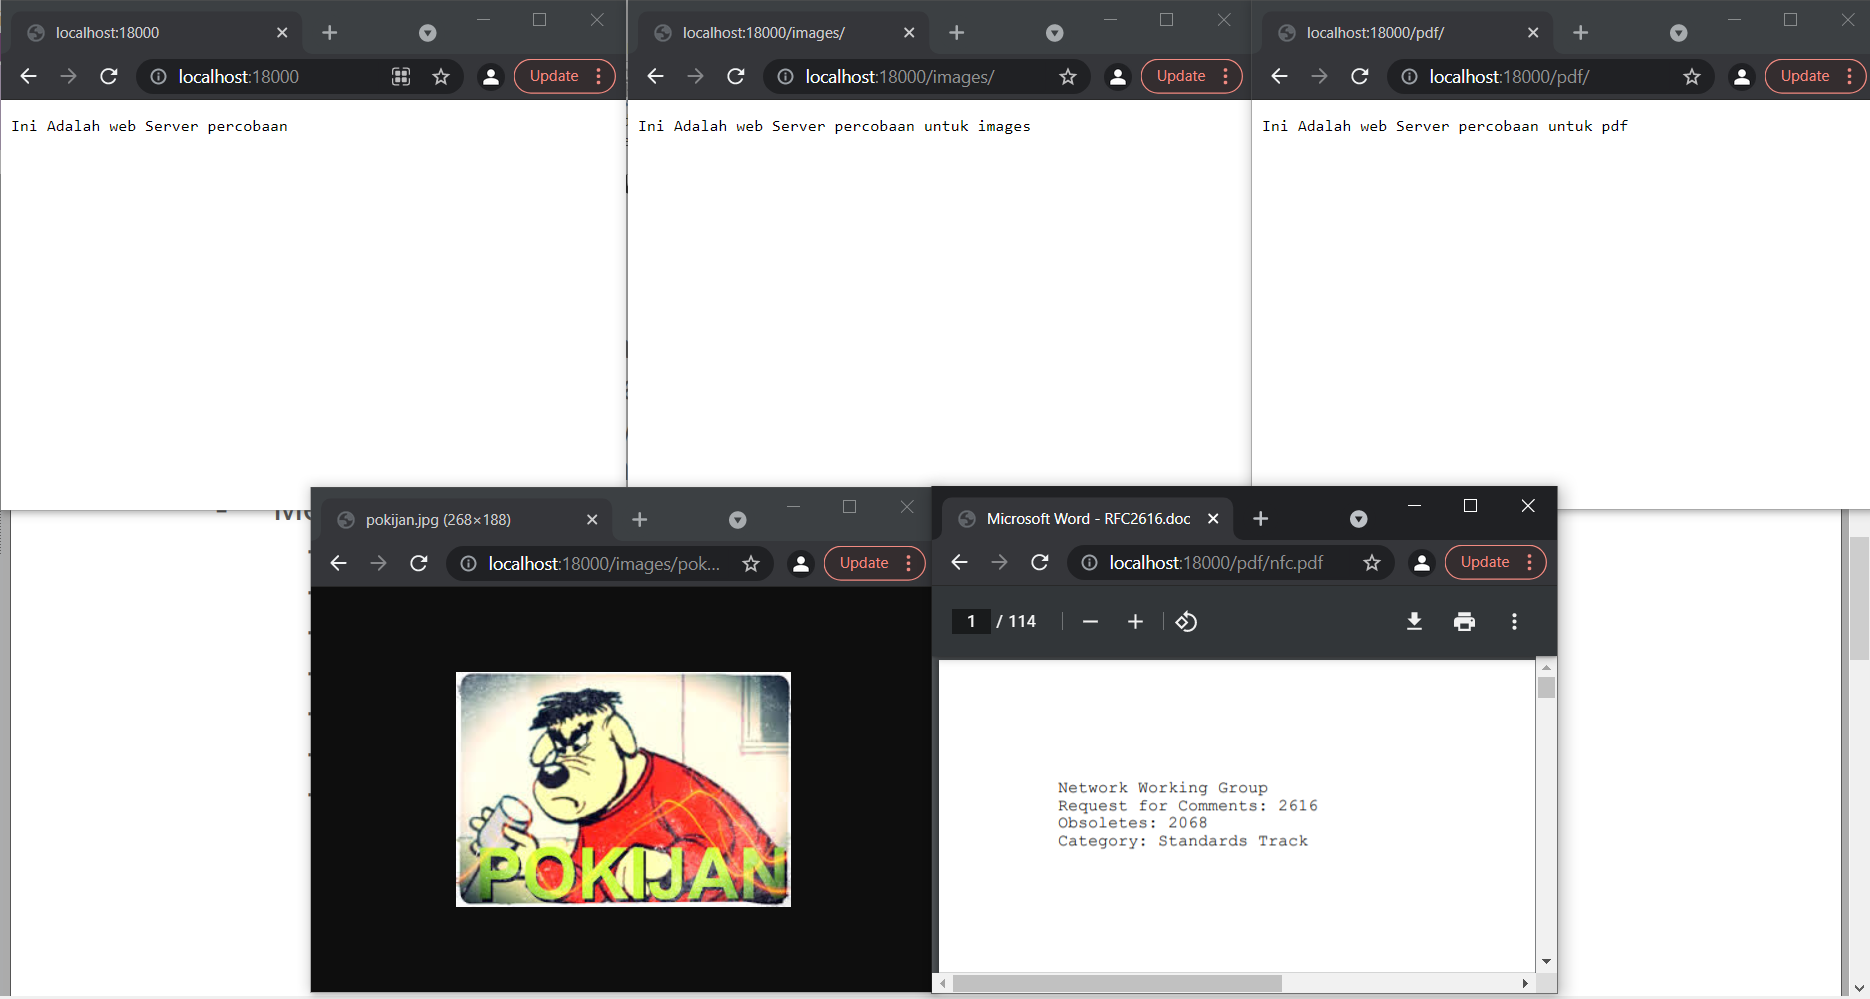 localhost:18000
localhost:18000
Update
Ini Adalah web Server percobaan
localhost:18000/images/
localhost:18000/images/
Update
Ini Adalah web Server percobaan untuk images
localhost:18000/pdf/
localhost:18000/pdf/
Update
Ini Adalah web Server percobaan untuk pdf
pokijan.jpg (268×188)
localhost:18000/images/pok...
Update
POKIJAN
Microsoft Word - RFC2616.doc
localhost:18000/pdf/nfc.pdf
Update
1 / 114
Network Working Group
Request for Comments: 2616
Obsoletes: 2068
Category: Standards Track